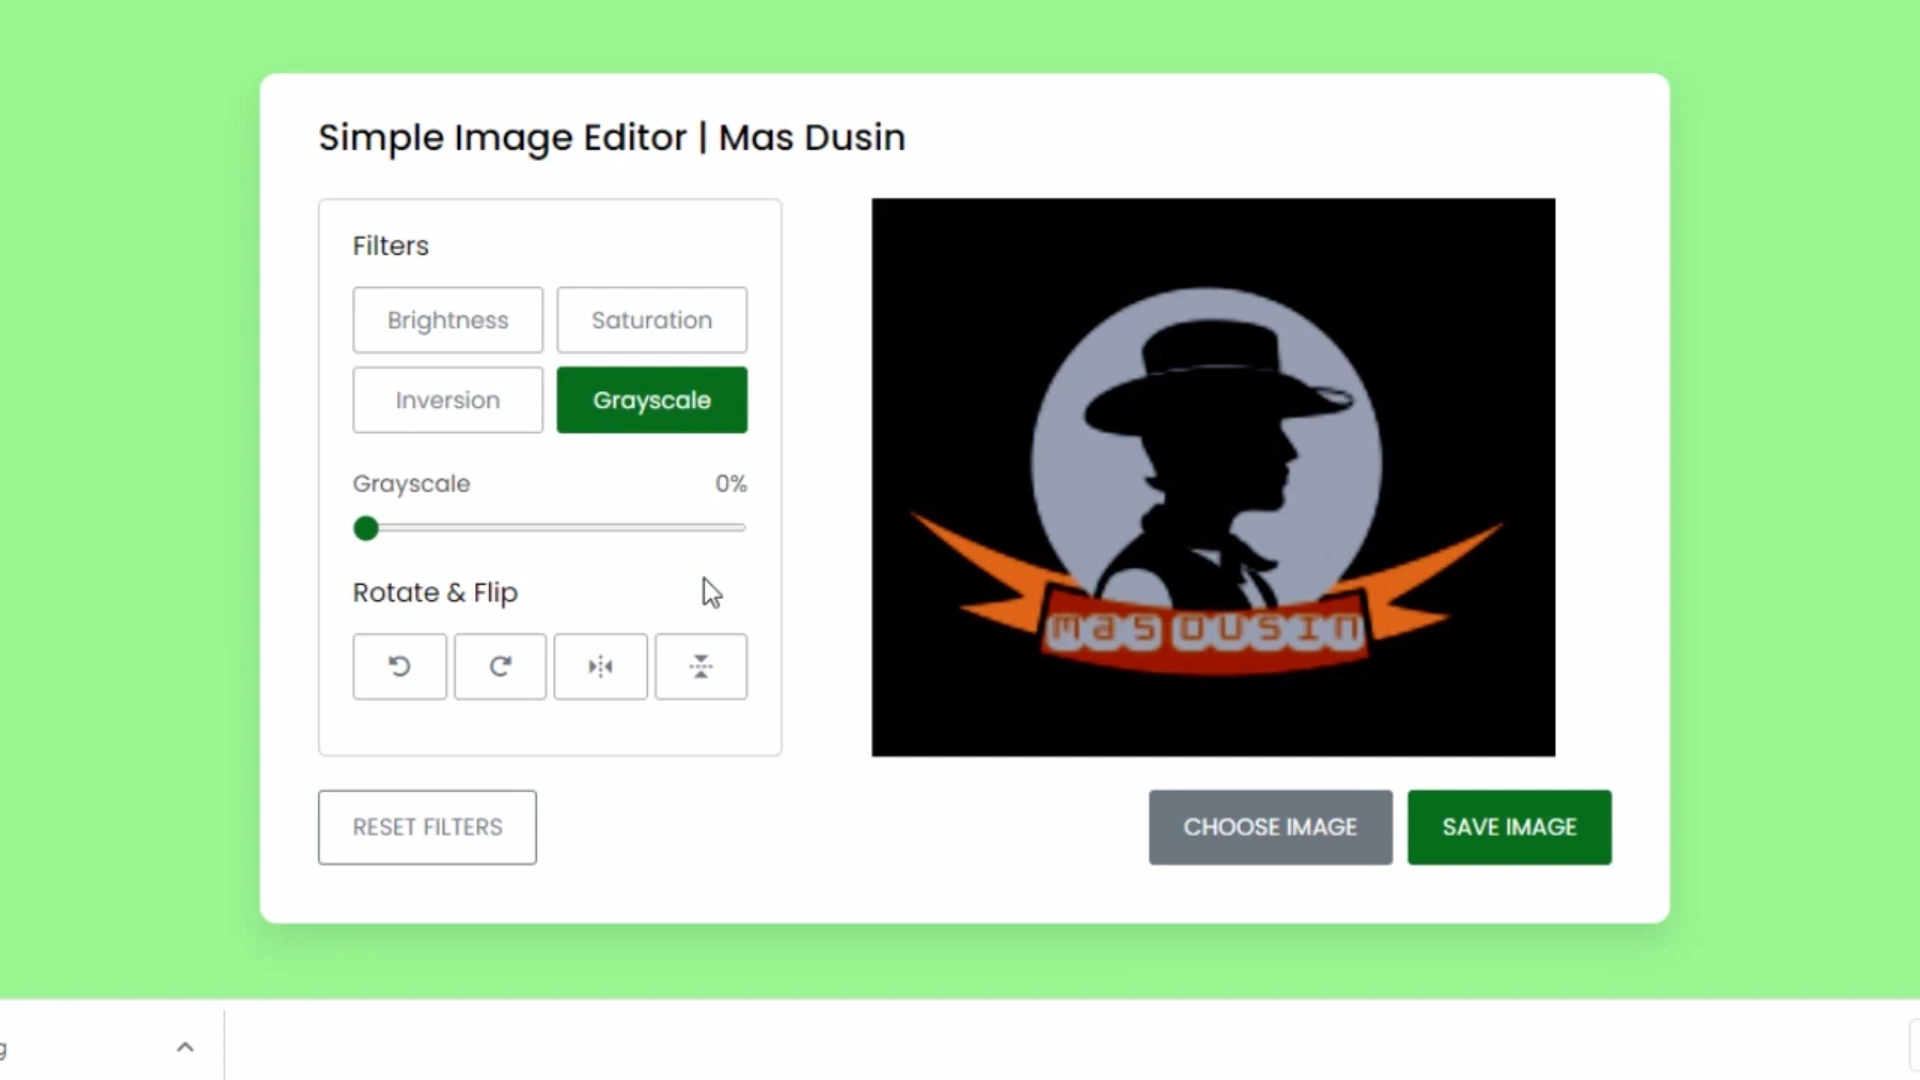 Simple Image Editor | Mas Dusin
Filters
Brightness
Saturation
Inversion
Grayscale
Grayscale
0%
Rotate & Flip
mas DUSIN
RESET FILTERS
CHOOSE IMAGE
SAVE IMAGE
g